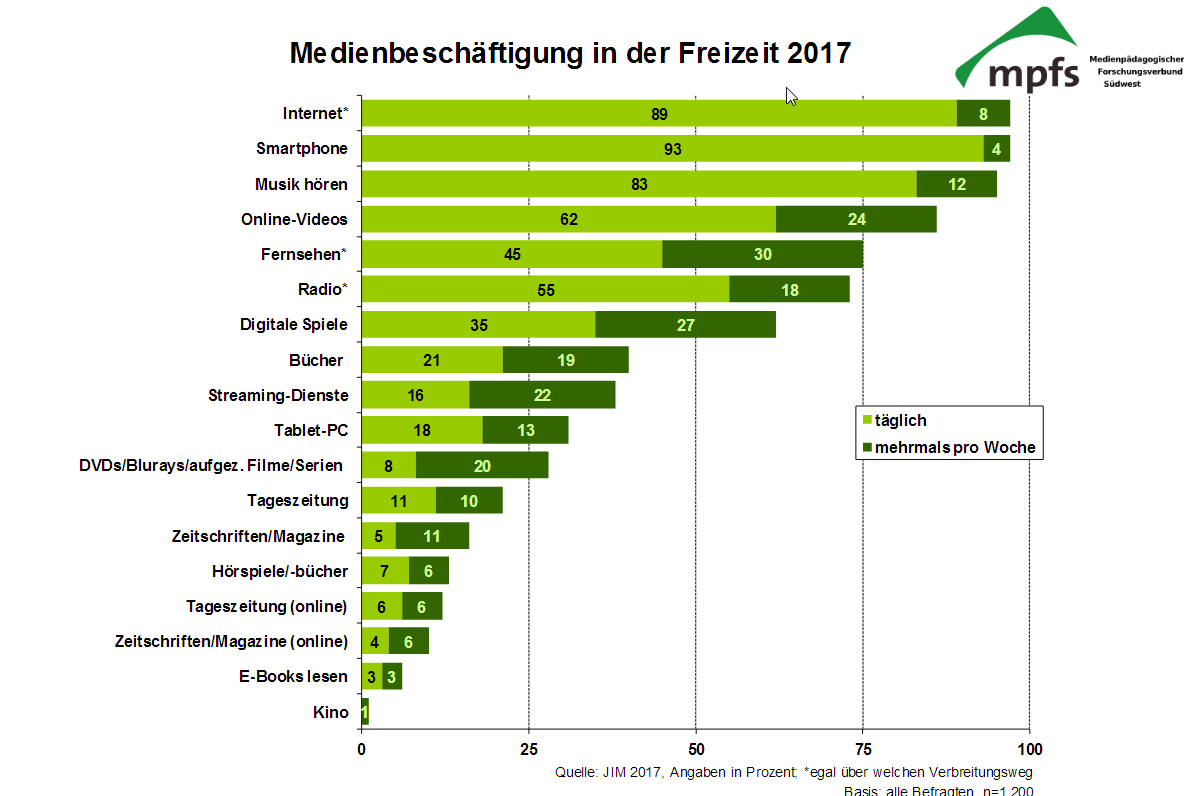 Medienbeschäftigung in der Freizeit 2017
mpfs
Medienpädagogischer
Forschungsverbund
Südwest
Internet* 89 8
Smartphone 93 4
Musik hören 83 12
Online-Videos 62 24
Fernsehen* 45 30
Radio* 55 18
Digitale Spiele 35 27
Bücher 21 19
Streaming-Dienste 16 22
Tablet-PC 18 13
DVDs/Blurays/aufgez. Filme/Serien 8 20
Tageszeitung 11 10
Zeitschriften/Magazine 5 11
Hörspiele/-bücher 7 6
Tageszeitung (online) 6 6
Zeitschriften/Magazine (online) 4 6
E-Books lesen 3 3
Kino 1
täglich
mehrmals pro Woche
0 25 50 75 100
Quelle: JIM 2017, Angaben in Prozent; *egal über welchen Verbreitungsweg
Basis: alle Befragten, n=1.200